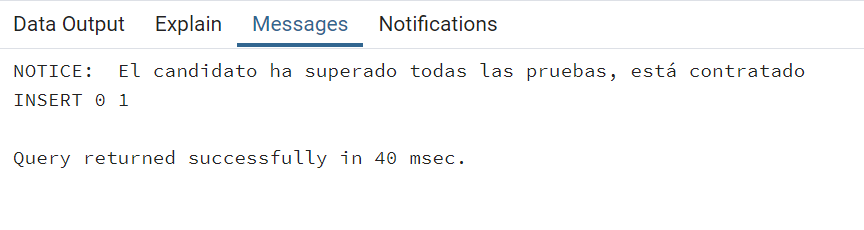 Data Output Explain Messages Notifications
NOTICE:  El candidato ha superado todas las pruebas, está contratado
INSERT 0 1
Query returned successfully in 40 msec.